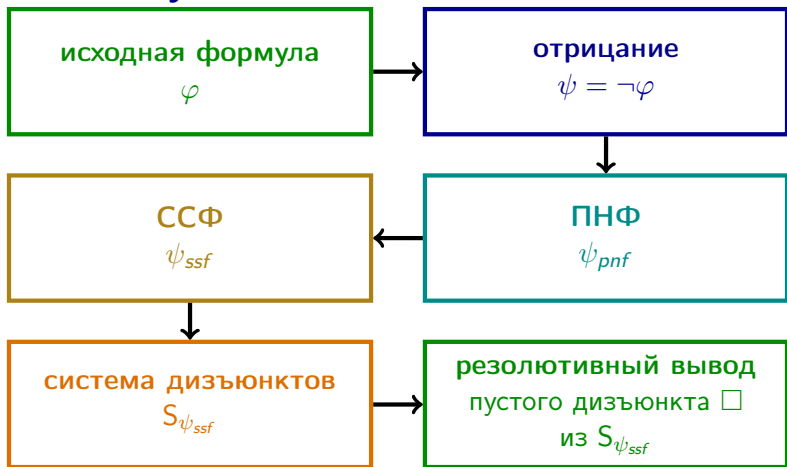 исходная формула
φ
отрицание
ψ = ¬φ
ССФ
ψ_ssf
ПНФ
ψ_pnf
система дизъюнктов
S_ψ_ssf
резолютивный вывод
пустого дизъюнкта □
из S_ψ_ssf